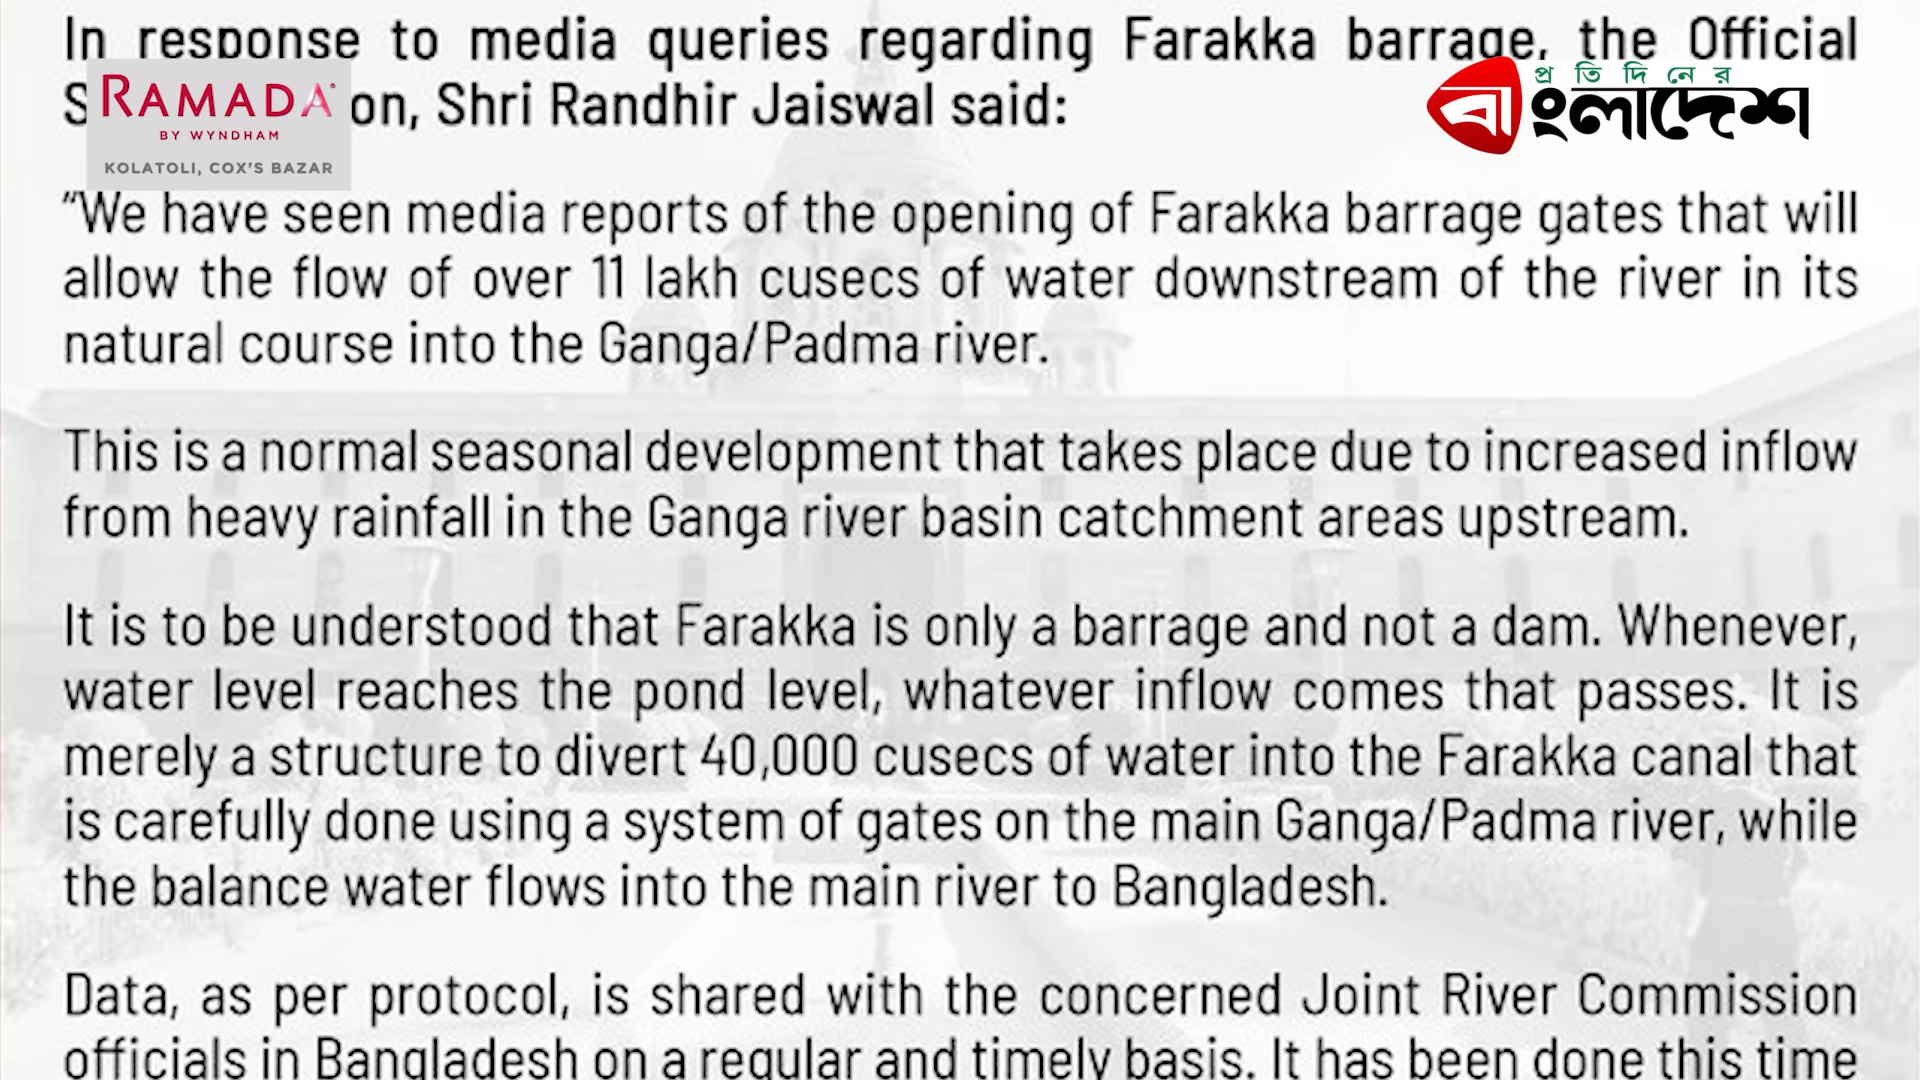 In response to media queries regarding Farakka barrage, the Official
on, Shri Randhir Jaiswal said:
RAMADA
BY WYNDHAM
KOLATOLI, COX'S BAZAR
প্রতিদিনের
বাংলাদেশ
“We have seen media reports of the opening of Farakka barrage gates that will
allow the flow of over 11 lakh cusecs of water downstream of the river in its
natural course into the Ganga/Padma river.
This is a normal seasonal development that takes place due to increased inflow
from heavy rainfall in the Ganga river basin catchment areas upstream.
It is to be understood that Farakka is only a barrage and not a dam. Whenever,
water level reaches the pond level, whatever inflow comes that passes. It is
merely a structure to divert 40,000 cusecs of water into the Farakka canal that
is carefully done using a system of gates on the main Ganga/Padma river, while
the balance water flows into the main river to Bangladesh.
Data, as per protocol, is shared with the concerned Joint River Commission
officials in Bangladesh on a regular and timely basis. It has been done this time